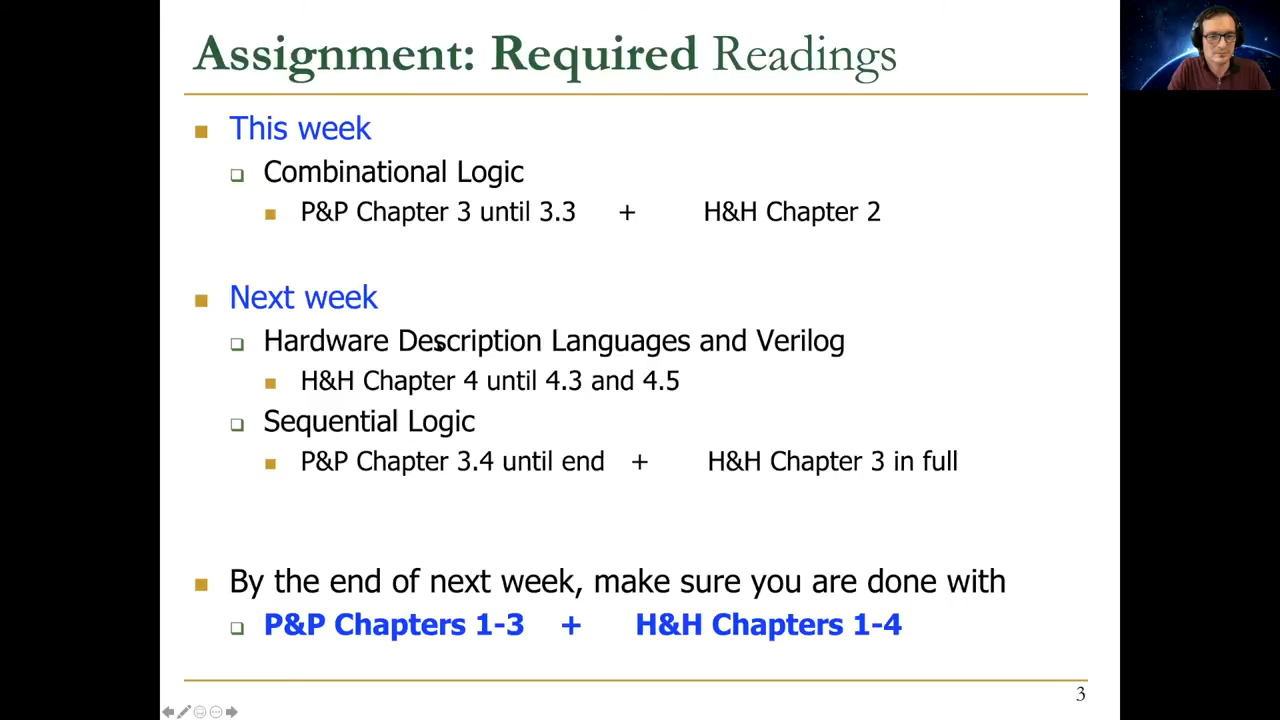 Assignment: Required Readings
This week
Combinational Logic
P&P Chapter 3 until 3.3 + H&H Chapter 2
Next week
Hardware Description Languages and Verilog
H&H Chapter 4 until 4.3 and 4.5
Sequential Logic
P&P Chapter 3.4 until end + H&H Chapter 3 in full
By the end of next week, make sure you are done with
P&P Chapters 1-3 + H&H Chapters 1-4
3